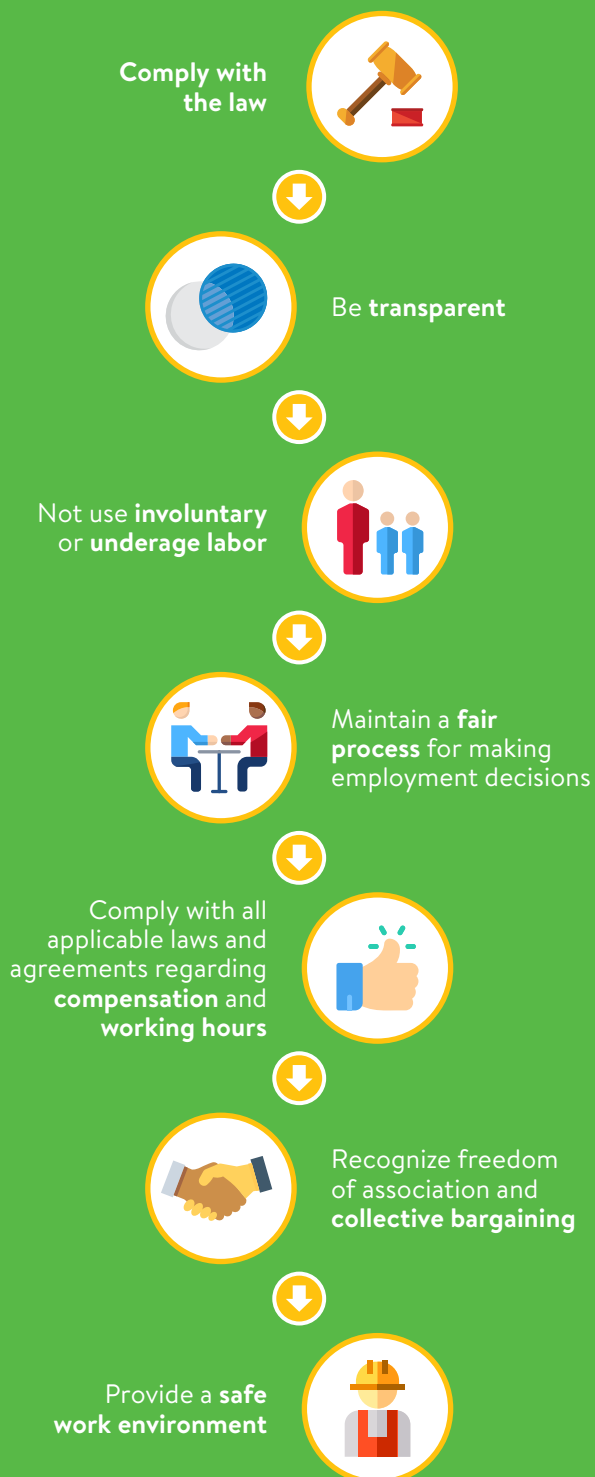 Comply with
the law
Be transparent
Not use involuntary
or underage labor
Maintain a fair
process for making
employment decisions
Comply with all
applicable laws and
agreements regarding
compensation and
working hours
Recognize freedom
of association and
collective bargaining
Provide a safe
work environment